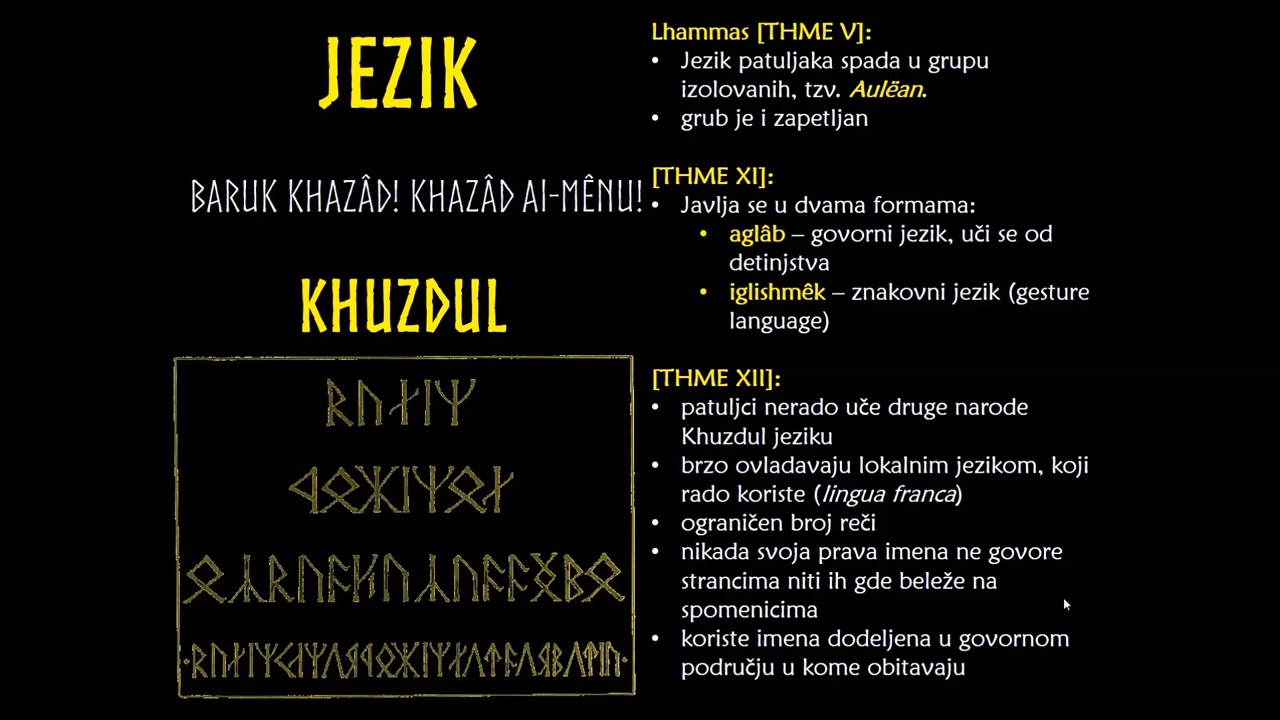 JEZIK
BARUK KHAZÂD! KHAZÂD AI-MÊNU!
KHUZDUL
Lhammas [THME V]:
• Jezik patuljaka spada u grupu
izolovanih, tzv. Aulëan.
• grub je i zapetljan
[THME XI]:
• Javlja se u dvama formama:
• aglâb – govorni jezik, uči se od
detinjstva
• iglishmêk – znakovni jezik (gesture
language)
[THME XII]:
• patuljci nerado uče druge narode
Khuzdul jeziku
• brzo ovladavaju lokalnim jezikom, koji
rado koriste (lingua franca)
• ograničen broj reči
• nikada svoja prava imena ne govore
strancima niti ih gde beleže na
spomenicima
• koriste imena dodeljena u govornom
području u kome obitavaju